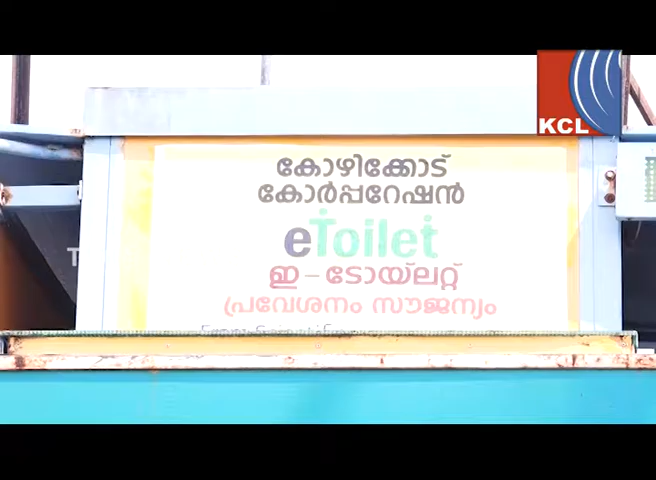 KCL
കോഴിക്കോട്
കോർപ്പറേഷൻ
eToilet
ഇ-ടോയ്‌ലറ്റ്
പ്രവേശനം സൗജന്യം